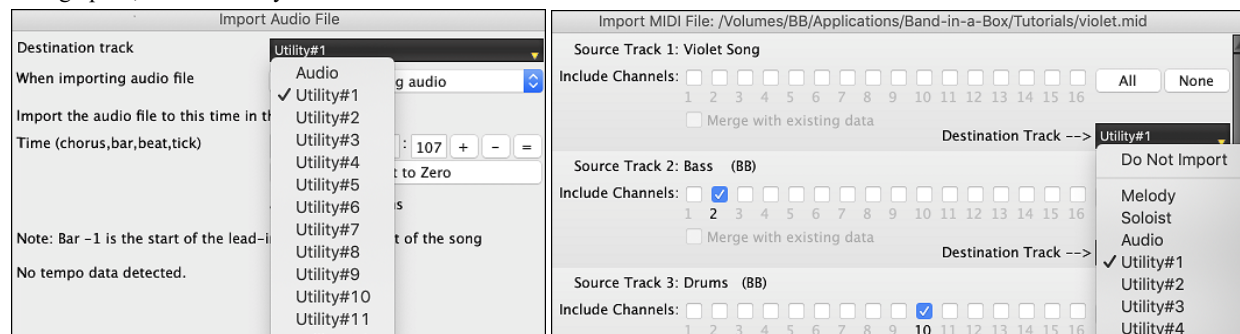 Import Audio File
Destination track
Utility#1
When importing audio file
g audio
Import the audio file to this time in th
Time (chorus,bar,beat,tick)
: 107 + - =
t to Zero
s
Note: Bar -1 is the start of the lead-i
t of the song
No tempo data detected.
Audio
✓ Utility#1
Utility#2
Utility#3
Utility#4
Utility#5
Utility#6
Utility#7
Utility#8
Utility#9
Utility#10
Utility#11
Import MIDI File: /Volumes/BB/Applications/Band-in-a-Box/Tutorials/violet.mid
Source Track 1: Violet Song
Include Channels:
All None
1 2 3 4 5 6 7 8 9 10 11 12 13 14 15 16
Merge with existing data
Destination Track --> Utility#1
Source Track 2: Bass (BB)
Include Channels:
1 2 3 4 5 6 7 8 9 10 11 12 13 14 15 16
Merge with existing data
Destination Track -->
Source Track 3: Drums (BB)
Include Channels:
1 2 3 4 5 6 7 8 9 10 11 12 13 14 15 16
Do Not Import
Melody
Soloist
Audio
✓ Utility#1
Utility#2
Utility#3
Utility#4